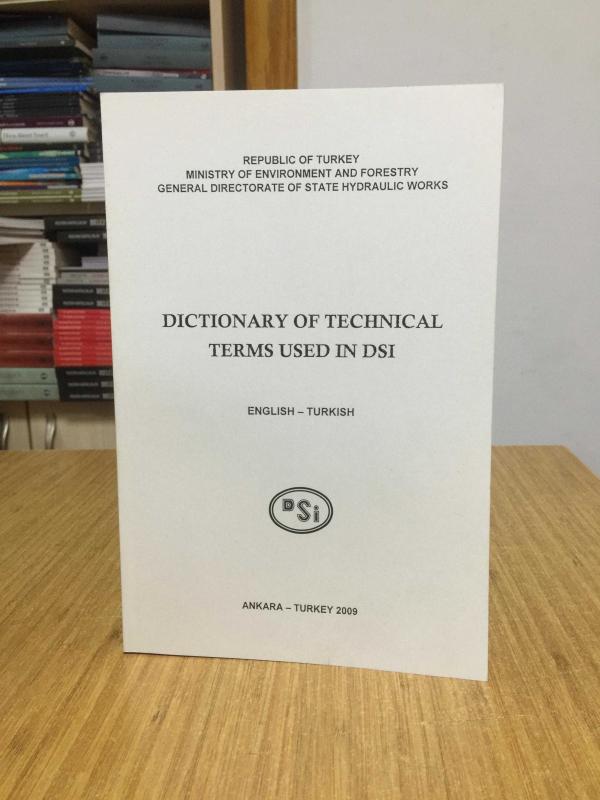 REPUBLIC OF TURKEY
MINISTRY OF ENVIRONMENT AND FORESTRY
GENERAL DIRECTORATE OF STATE HYDRAULIC WORKS
DICTIONARY OF TECHNICAL
TERMS USED IN DSI
ENGLISH – TURKISH
DSi
ANKARA – TURKEY 2009